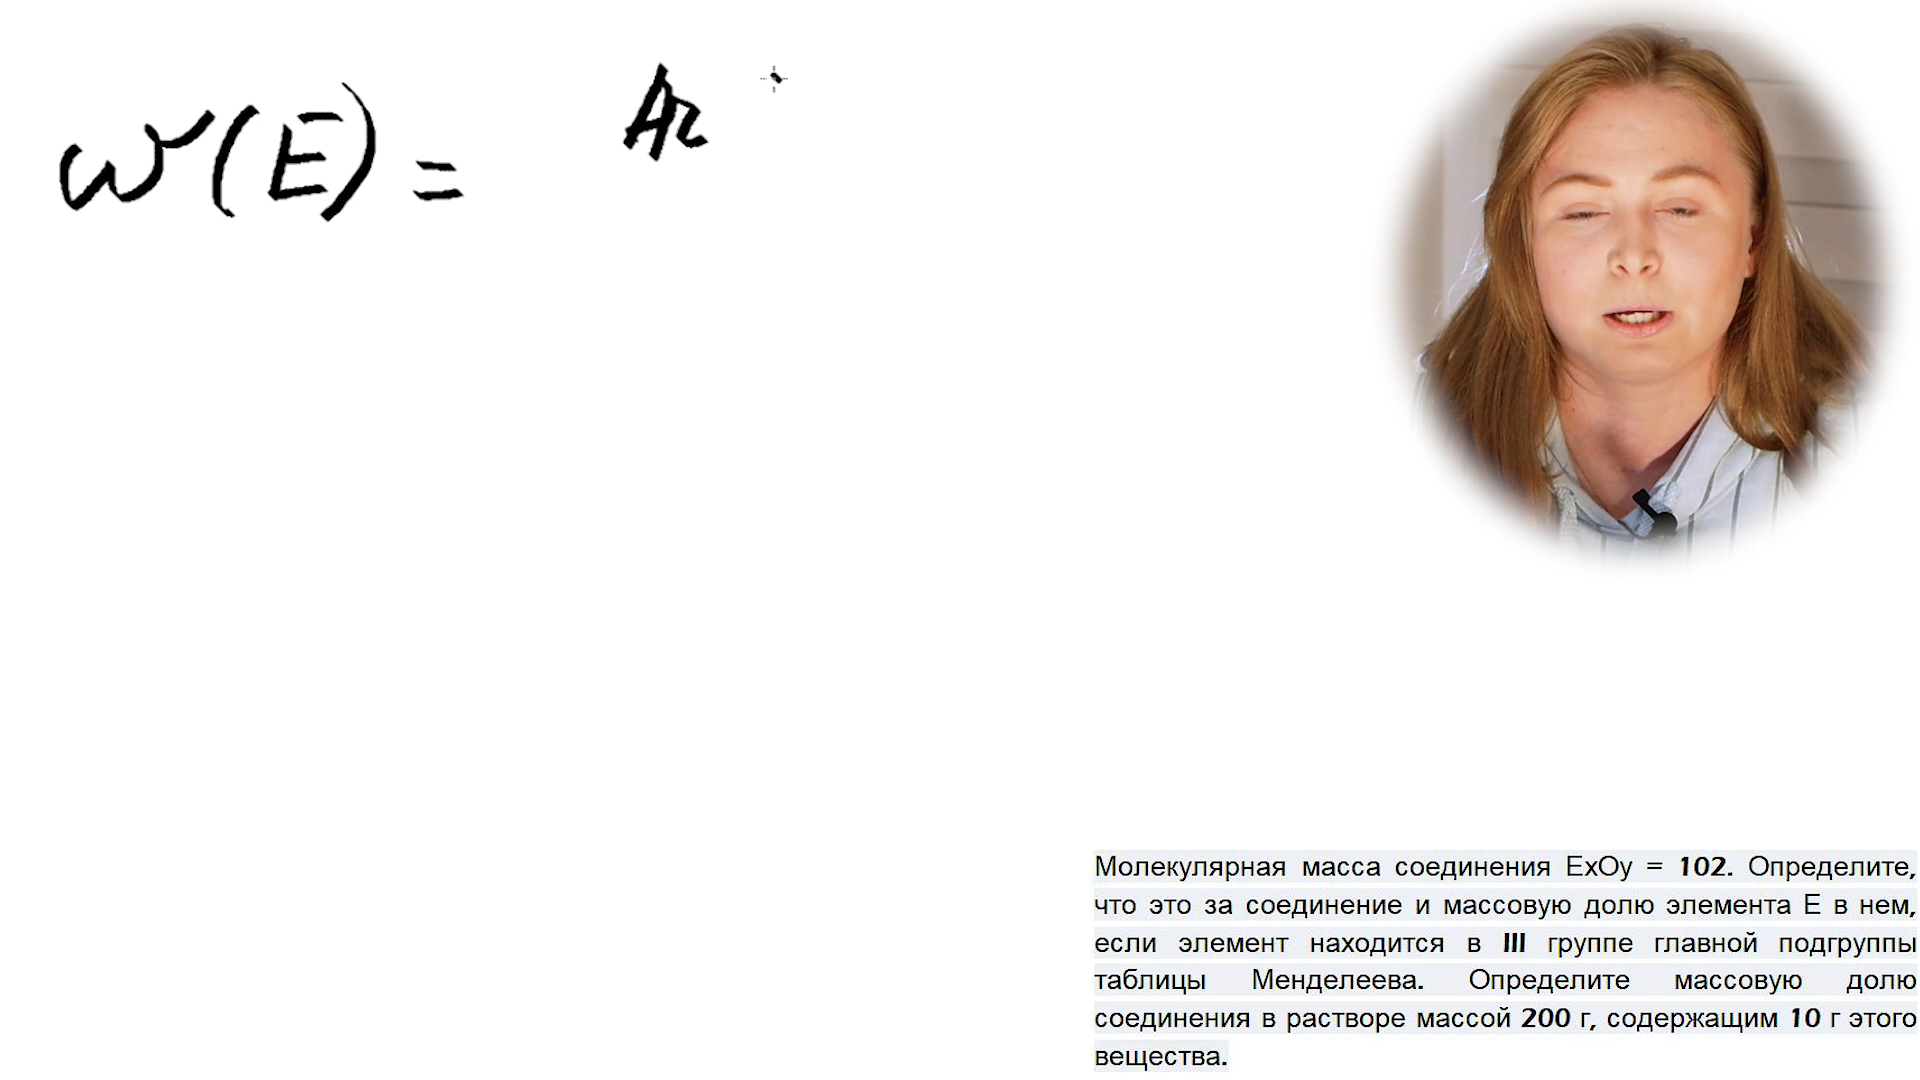 w(E) = Ar
Молекулярная масса соединения ExOy = 102. Определите,
что это за соединение и массовую долю элемента E в нем,
если элемент находится в III группе главной подгруппы
таблицы Менделеева. Определите массовую долю
соединения в растворе массой 200 г, содержащим 10 г этого
вещества.